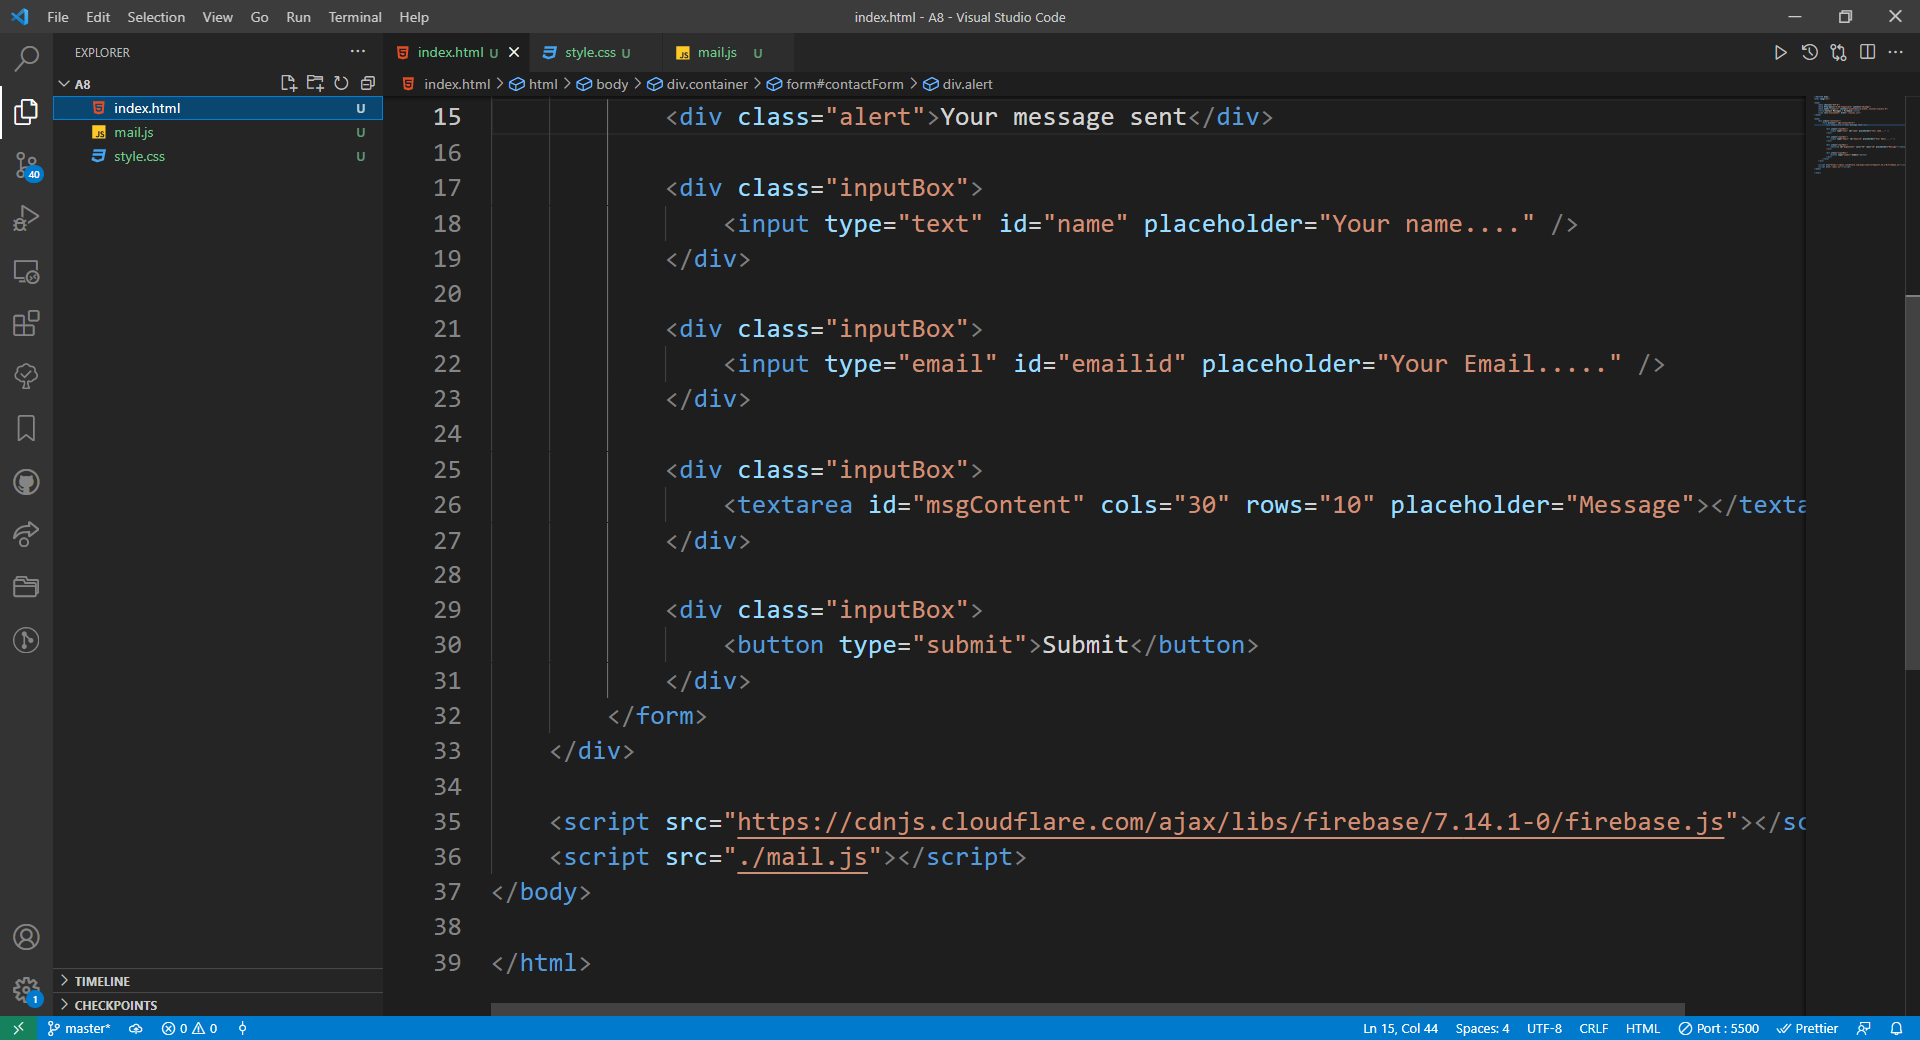 File Edit Selection View Go Run Terminal Help
index.html - A8 - Visual Studio Code
EXPLORER
A8
index.html U
mail.js U
style.css U
TIMELINE
CHECKPOINTS
index.html U
style.css U
mail.js U
index.html > html > body > div.container > form#contactForm > div.alert
15 <div class="alert">Your message sent</div>
16
17 <div class="inputBox">
18 <input type="text" id="name" placeholder="Your name...." />
19 </div>
20
21 <div class="inputBox">
22 <input type="email" id="emailid" placeholder="Your Email....." />
23 </div>
24
25 <div class="inputBox">
26 <textarea id="msgContent" cols="30" rows="10" placeholder="Message"></texta
27 </div>
28
29 <div class="inputBox">
30 <button type="submit">Submit</button>
31 </div>
32 </form>
33 </div>
34
35 <script src="https://cdnjs.cloudflare.com/ajax/libs/firebase/7.14.1-0/firebase.js"></sc
36 <script src="./mail.js"></script>
37 </body>
38
39 </html>
40
1
master* 0 0
Ln 15, Col 44 Spaces: 4 UTF-8 CRLF HTML Port : 5500 Prettier